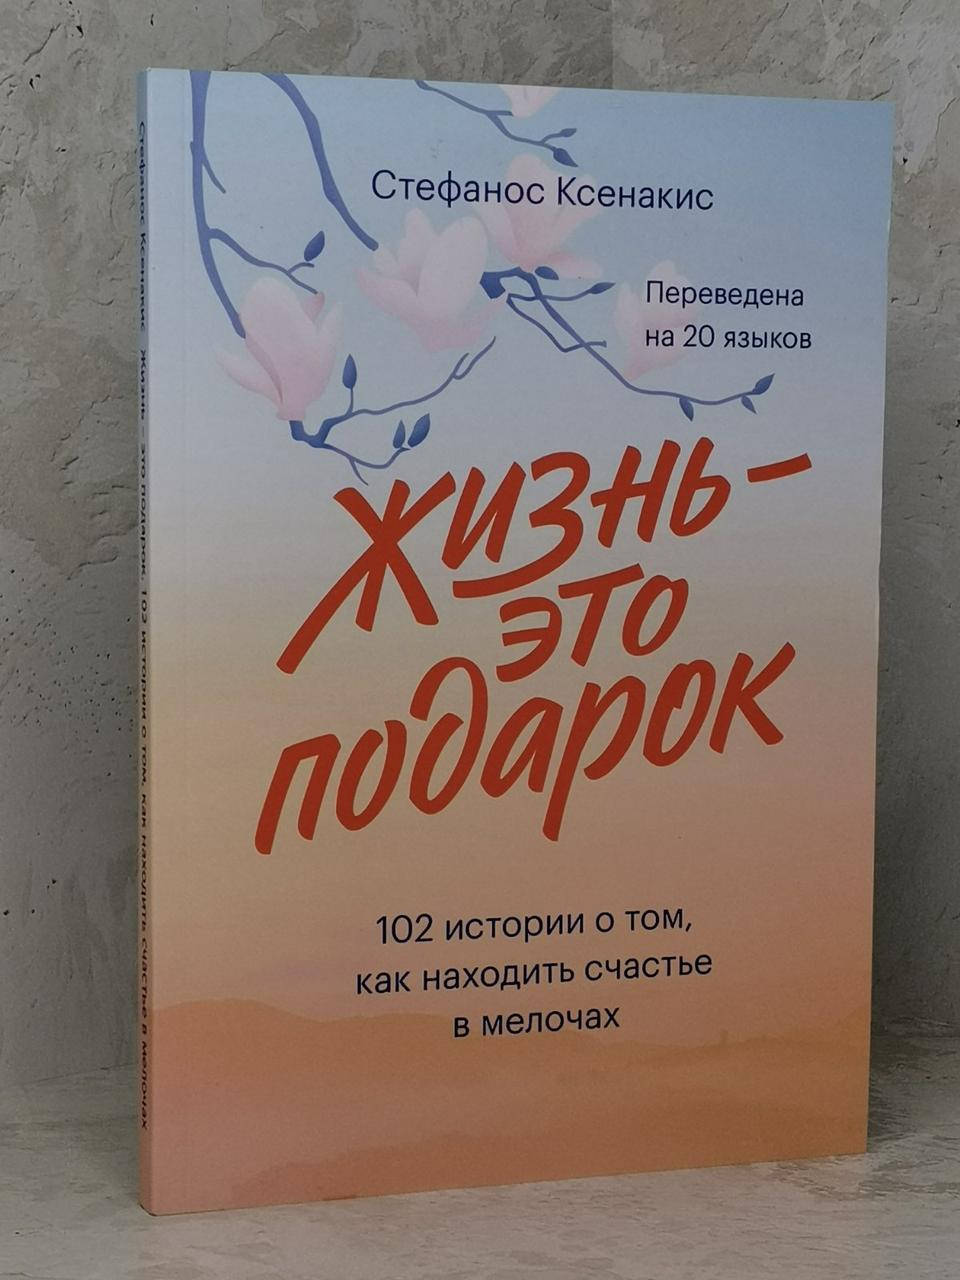 Стефанос Ксенакис
Переведена
на 20 языков
жизнь –
это
подарок
102 истории о том,
как находить счастье
в мелочах
Стефанос Ксенакис Жизнь – это подарок. 102 истории о том, как находить счастье в мелочах